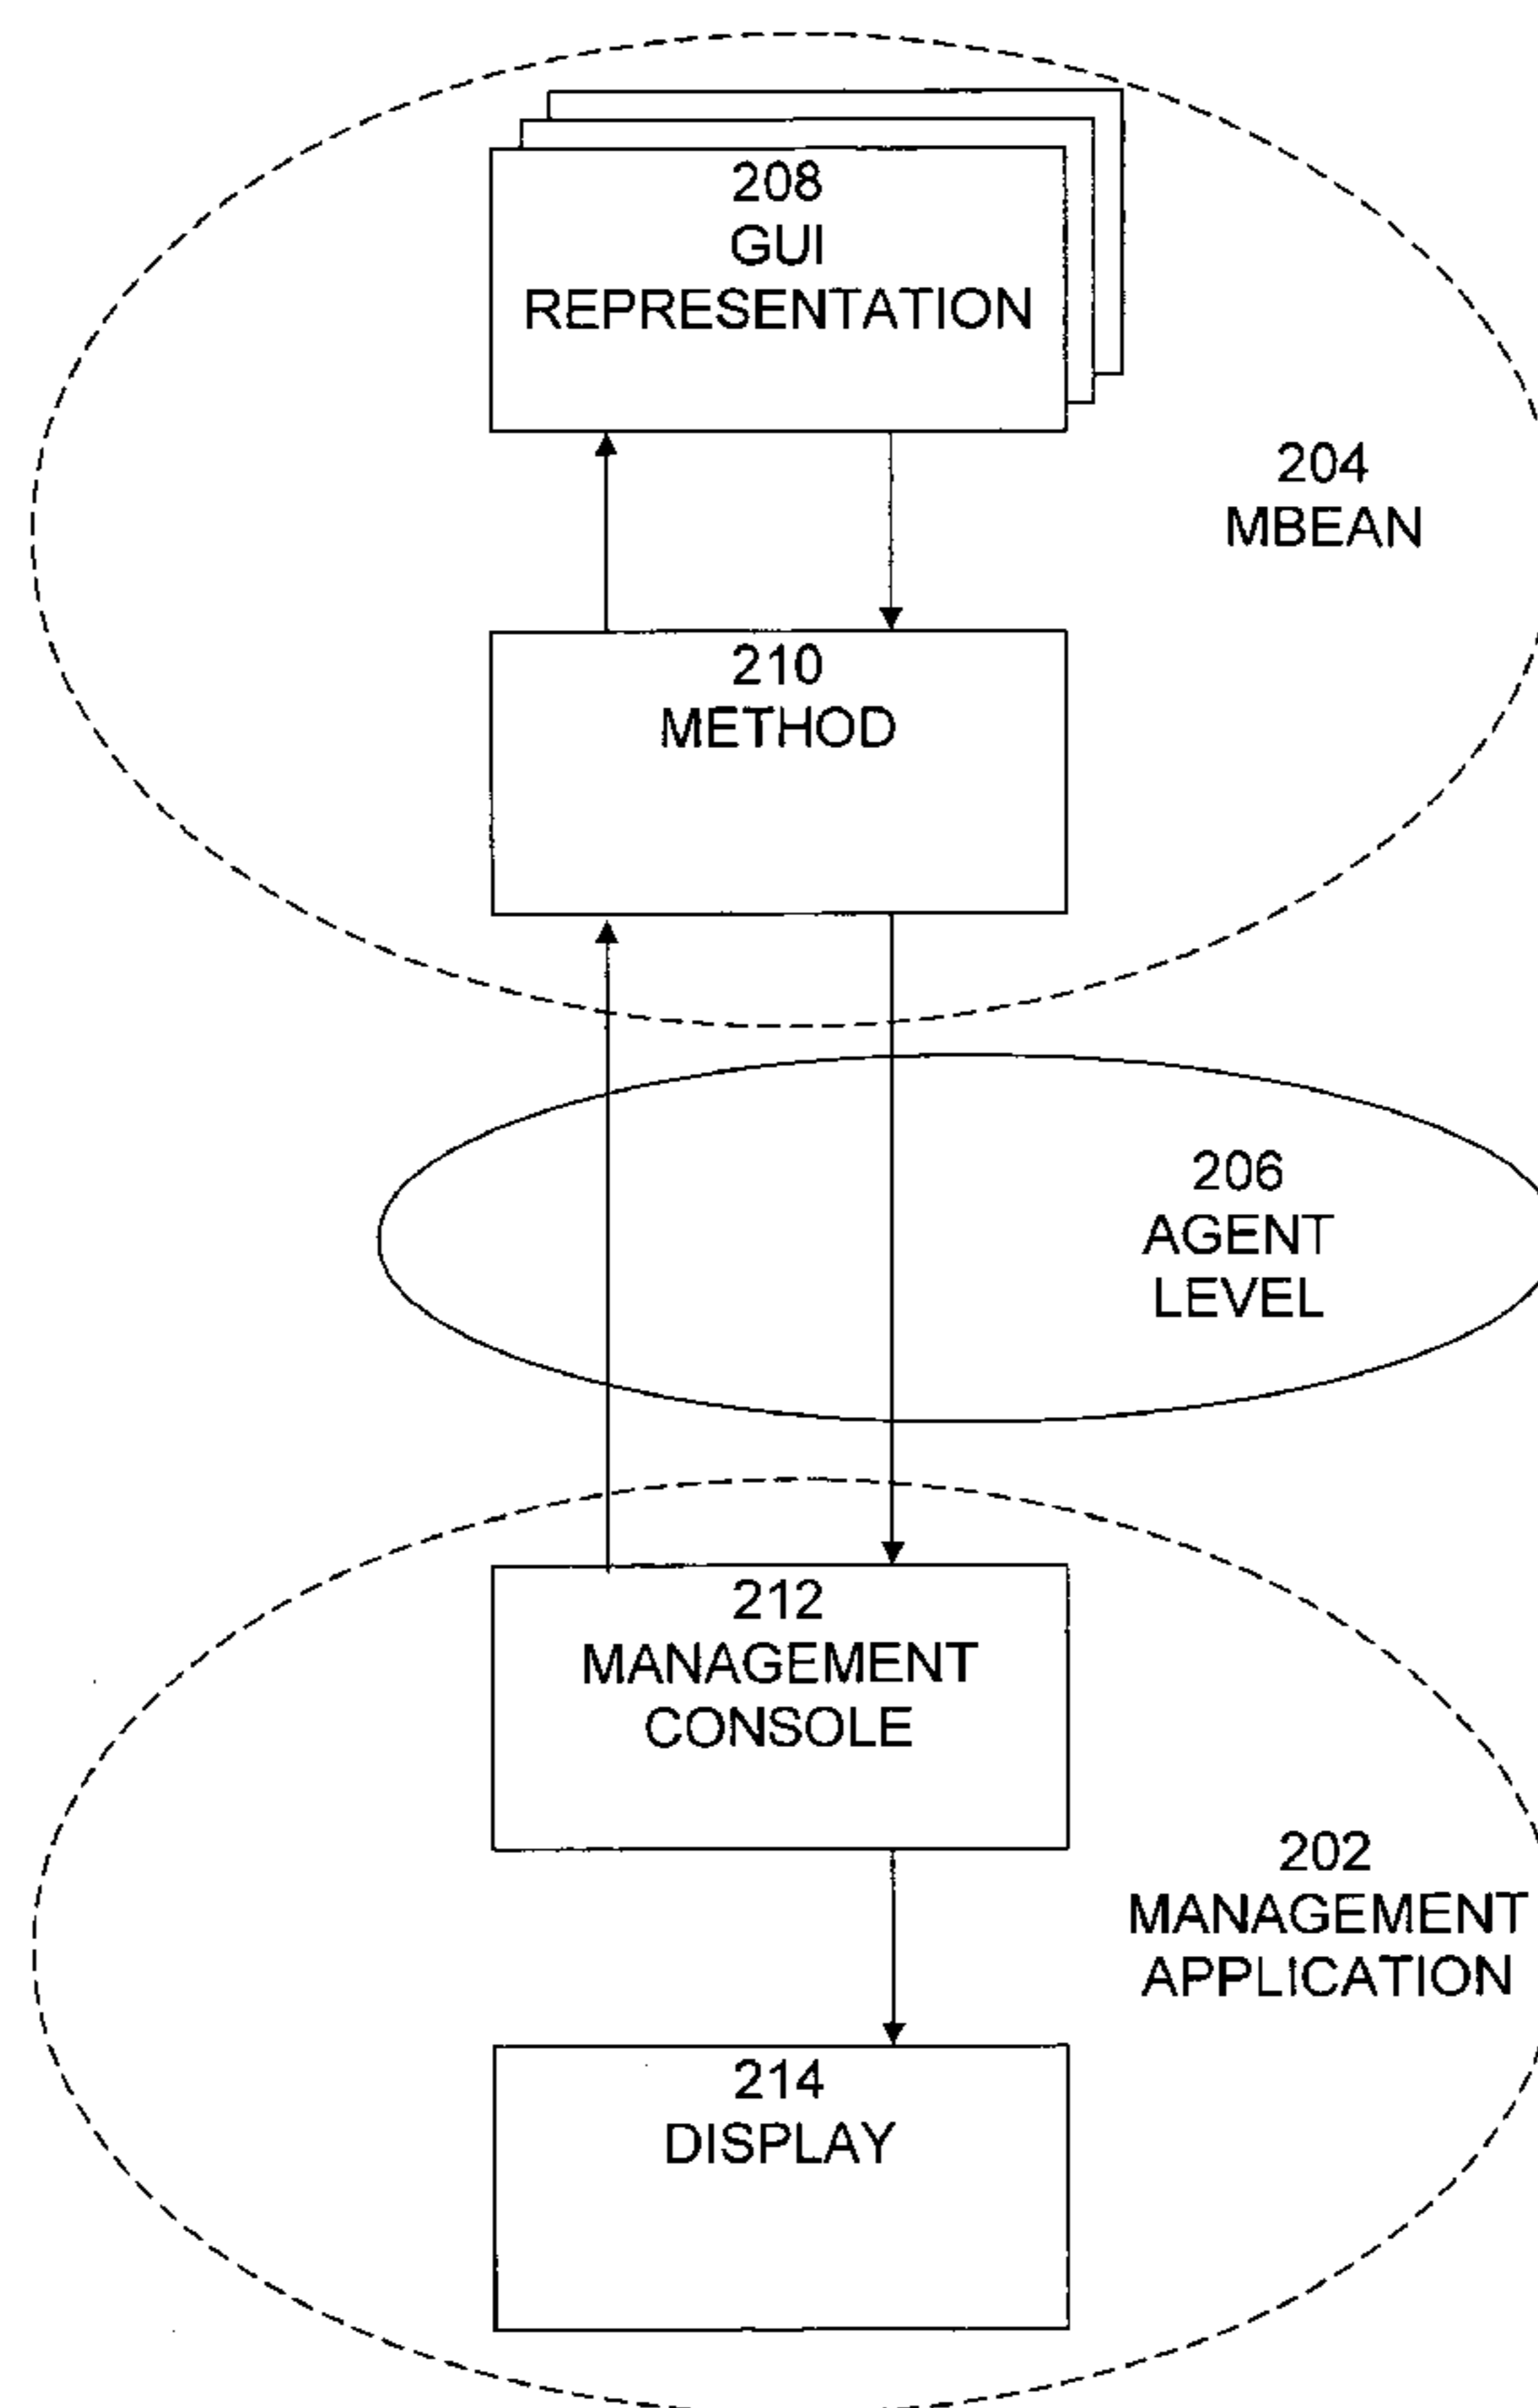 208
GUI
REPRESENTATION
204
MBEAN
210
METHOD
206
AGENT
LEVEL
212
MANAGEMENT
CONSOLE
202
MANAGEMENT
APPLICATION
214
DISPLAY